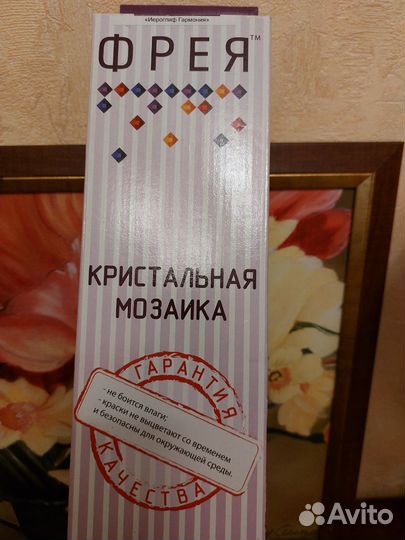 «Иероглиф Гармония»
ФРЕЯ™
КРИСТАЛЬНАЯ
МОЗАИКА
ГАРАНТИЯ
- не боится влаги;
- краски не выцветают со временем
и безопасны для окружающей среды.
КАЧЕСТВА
Avito